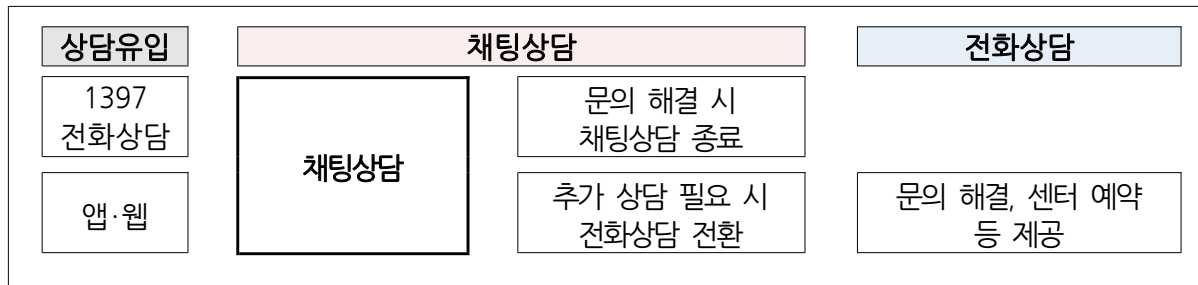 상담유입
채팅상담
전화상담
1397
전화상담
채팅상담
문의 해결 시
채팅상담 종료
앱·웹
추가 상담 필요 시
전화상담 전환
문의 해결, 센터 예약
등 제공